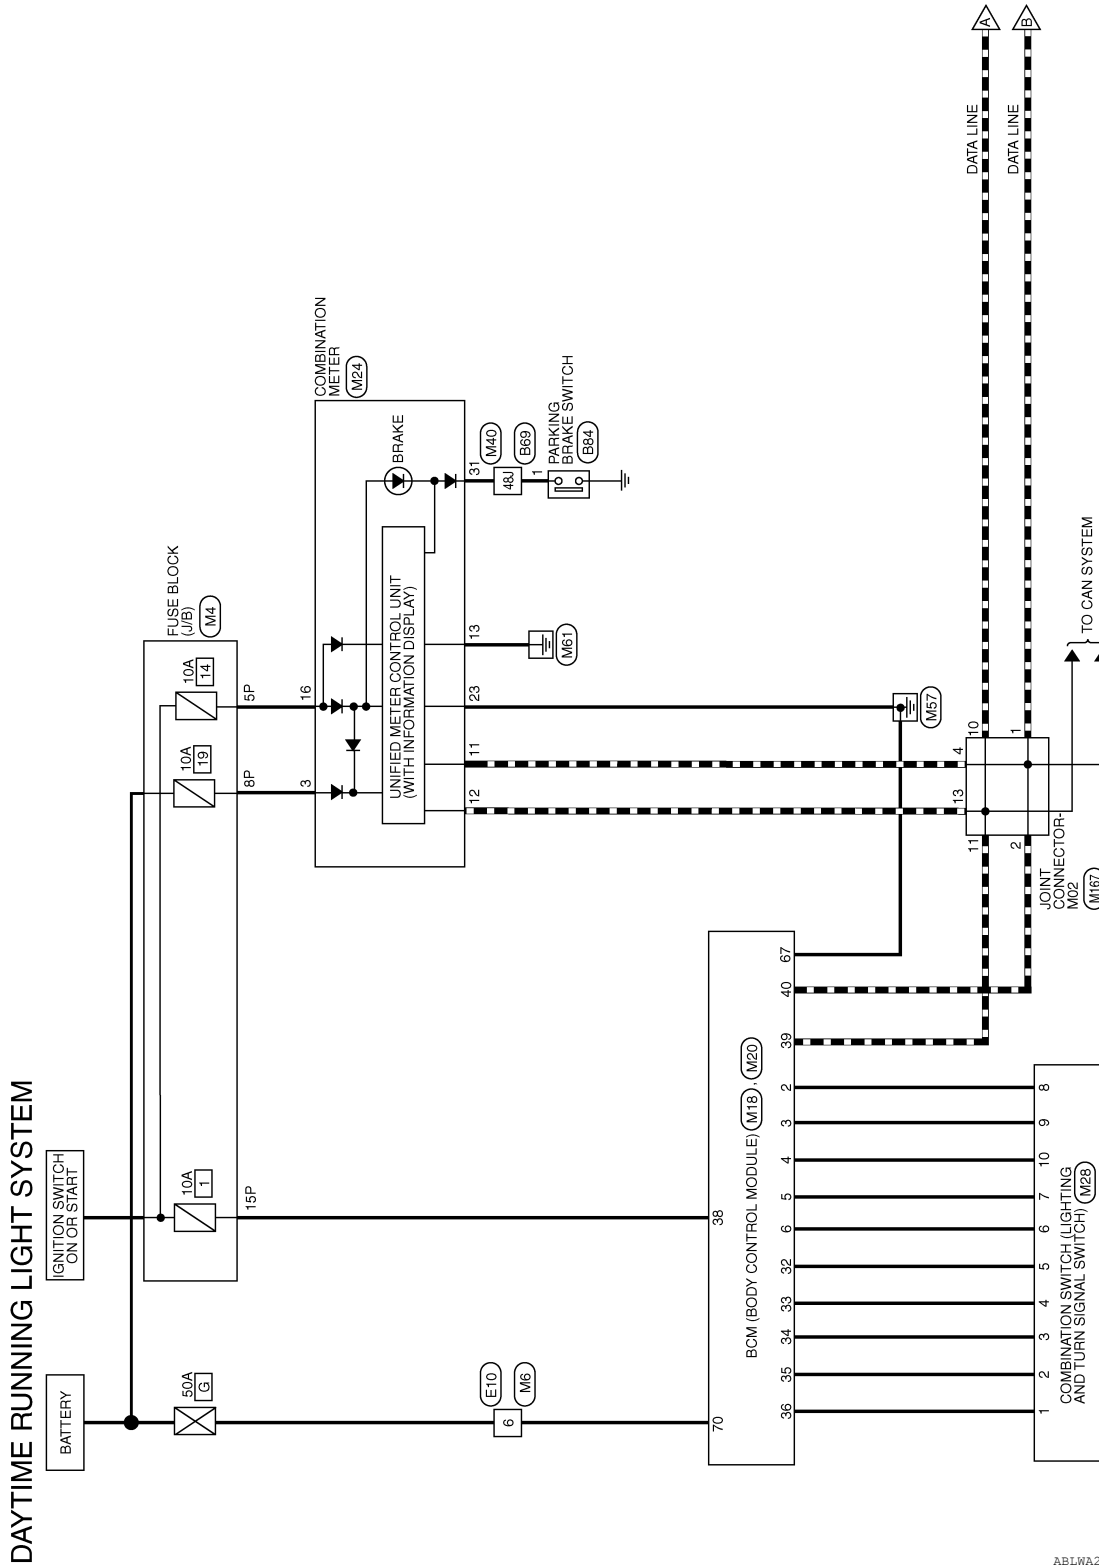 DAYTIME RUNNING LIGHT SYSTEM
BATTERY
IGNITION SWITCH
ON OR START
50A
G
10A
1
10A
19
10A
14
FUSE BLOCK
(J/B)
M4
15P
8P
5P
3
16
COMBINATION
METER
M24
BRAKE
UNIFIED METER CONTROL UNIT
(WITH INFORMATION DISPLAY)
12
11
23
13
31
M40
48J
B69
1
PARKING
BRAKE SWITCH
B84
M61
M57
E10
6
M6
70
38
BCM (BODY CONTROL MODULE)
M18
,
M20
36
35
34
33
32
6
5
4
3
2
39
40
67
1
2
3
4
5
6
7
10
9
8
COMBINATION SWITCH (LIGHTING
AND TURN SIGNAL SWITCH)
M28
11
13
4
10
2
1
JOINT
CONNECTOR-
M02
M167
TO CAN SYSTEM
DATA LINE
A
DATA LINE
B
ABLWA2